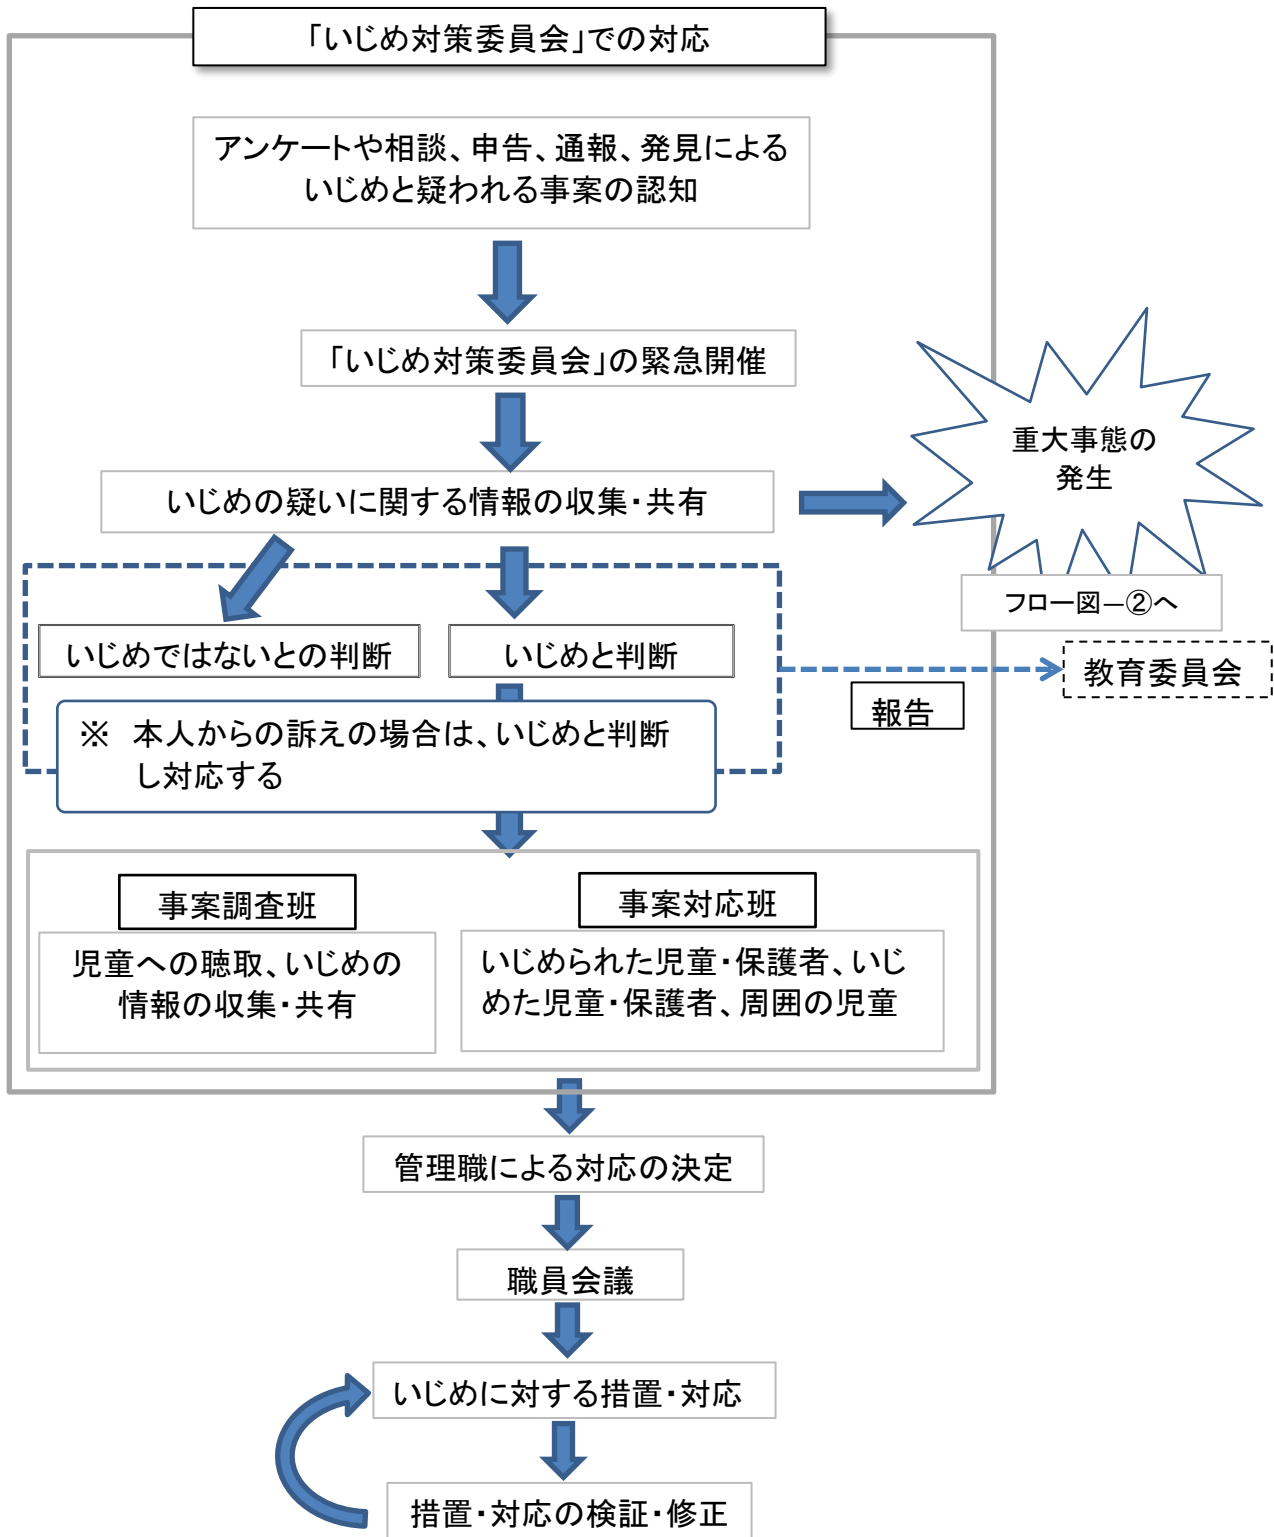 「いじめ対策委員会」での対応
アンケートや相談、申告、通報、発見による
いじめと疑われる事案の認知
「いじめ対策委員会」の緊急開催
重大事態の
発生
いじめの疑いに関する情報の収集・共有
フロー図―②へ
いじめではないとの判断
いじめと判断
教育委員会
報告
※　本人からの訴えの場合は、いじめと判断
し対応する
事案調査班
児童への聴取、いじめの
情報の収集・共有
事案対応班
いじめられた児童・保護者、いじ
めた児童・保護者、周囲の児童
管理職による対応の決定
職員会議
いじめに対する措置・対応
措置・対応の検証・修正